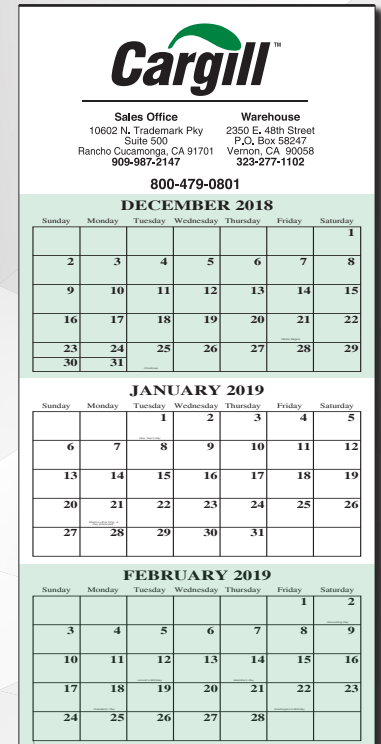 Cargill™
Sales Office Warehouse
10602 N. Trademark Pky 2350 E. 48th Street
Suite 500 P.O. Box 58247
Rancho Cucamonga, CA 91701 Vernon, CA 90058
909-987-2147 323-277-1102
800-479-0801
DECEMBER 2018
Sunday Monday Tuesday Wednesday Thursday Friday Saturday
1
2 3 4 5 6 7 8
9 10 11 12 13 14 15
16 17 18 19 20 21 22
23 24 25 26 27 28 29
30 31
JANUARY 2019
Sunday Monday Tuesday Wednesday Thursday Friday Saturday
1 2 3 4 5
6 7 8 9 10 11 12
13 14 15 16 17 18 19
20 21 22 23 24 25 26
27 28 29 30 31
FEBRUARY 2019
Sunday Monday Tuesday Wednesday Thursday Friday Saturday
1 2
3 4 5 6 7 8 9
10 11 12 13 14 15 16
17 18 19 20 21 22 23
24 25 26 27 28